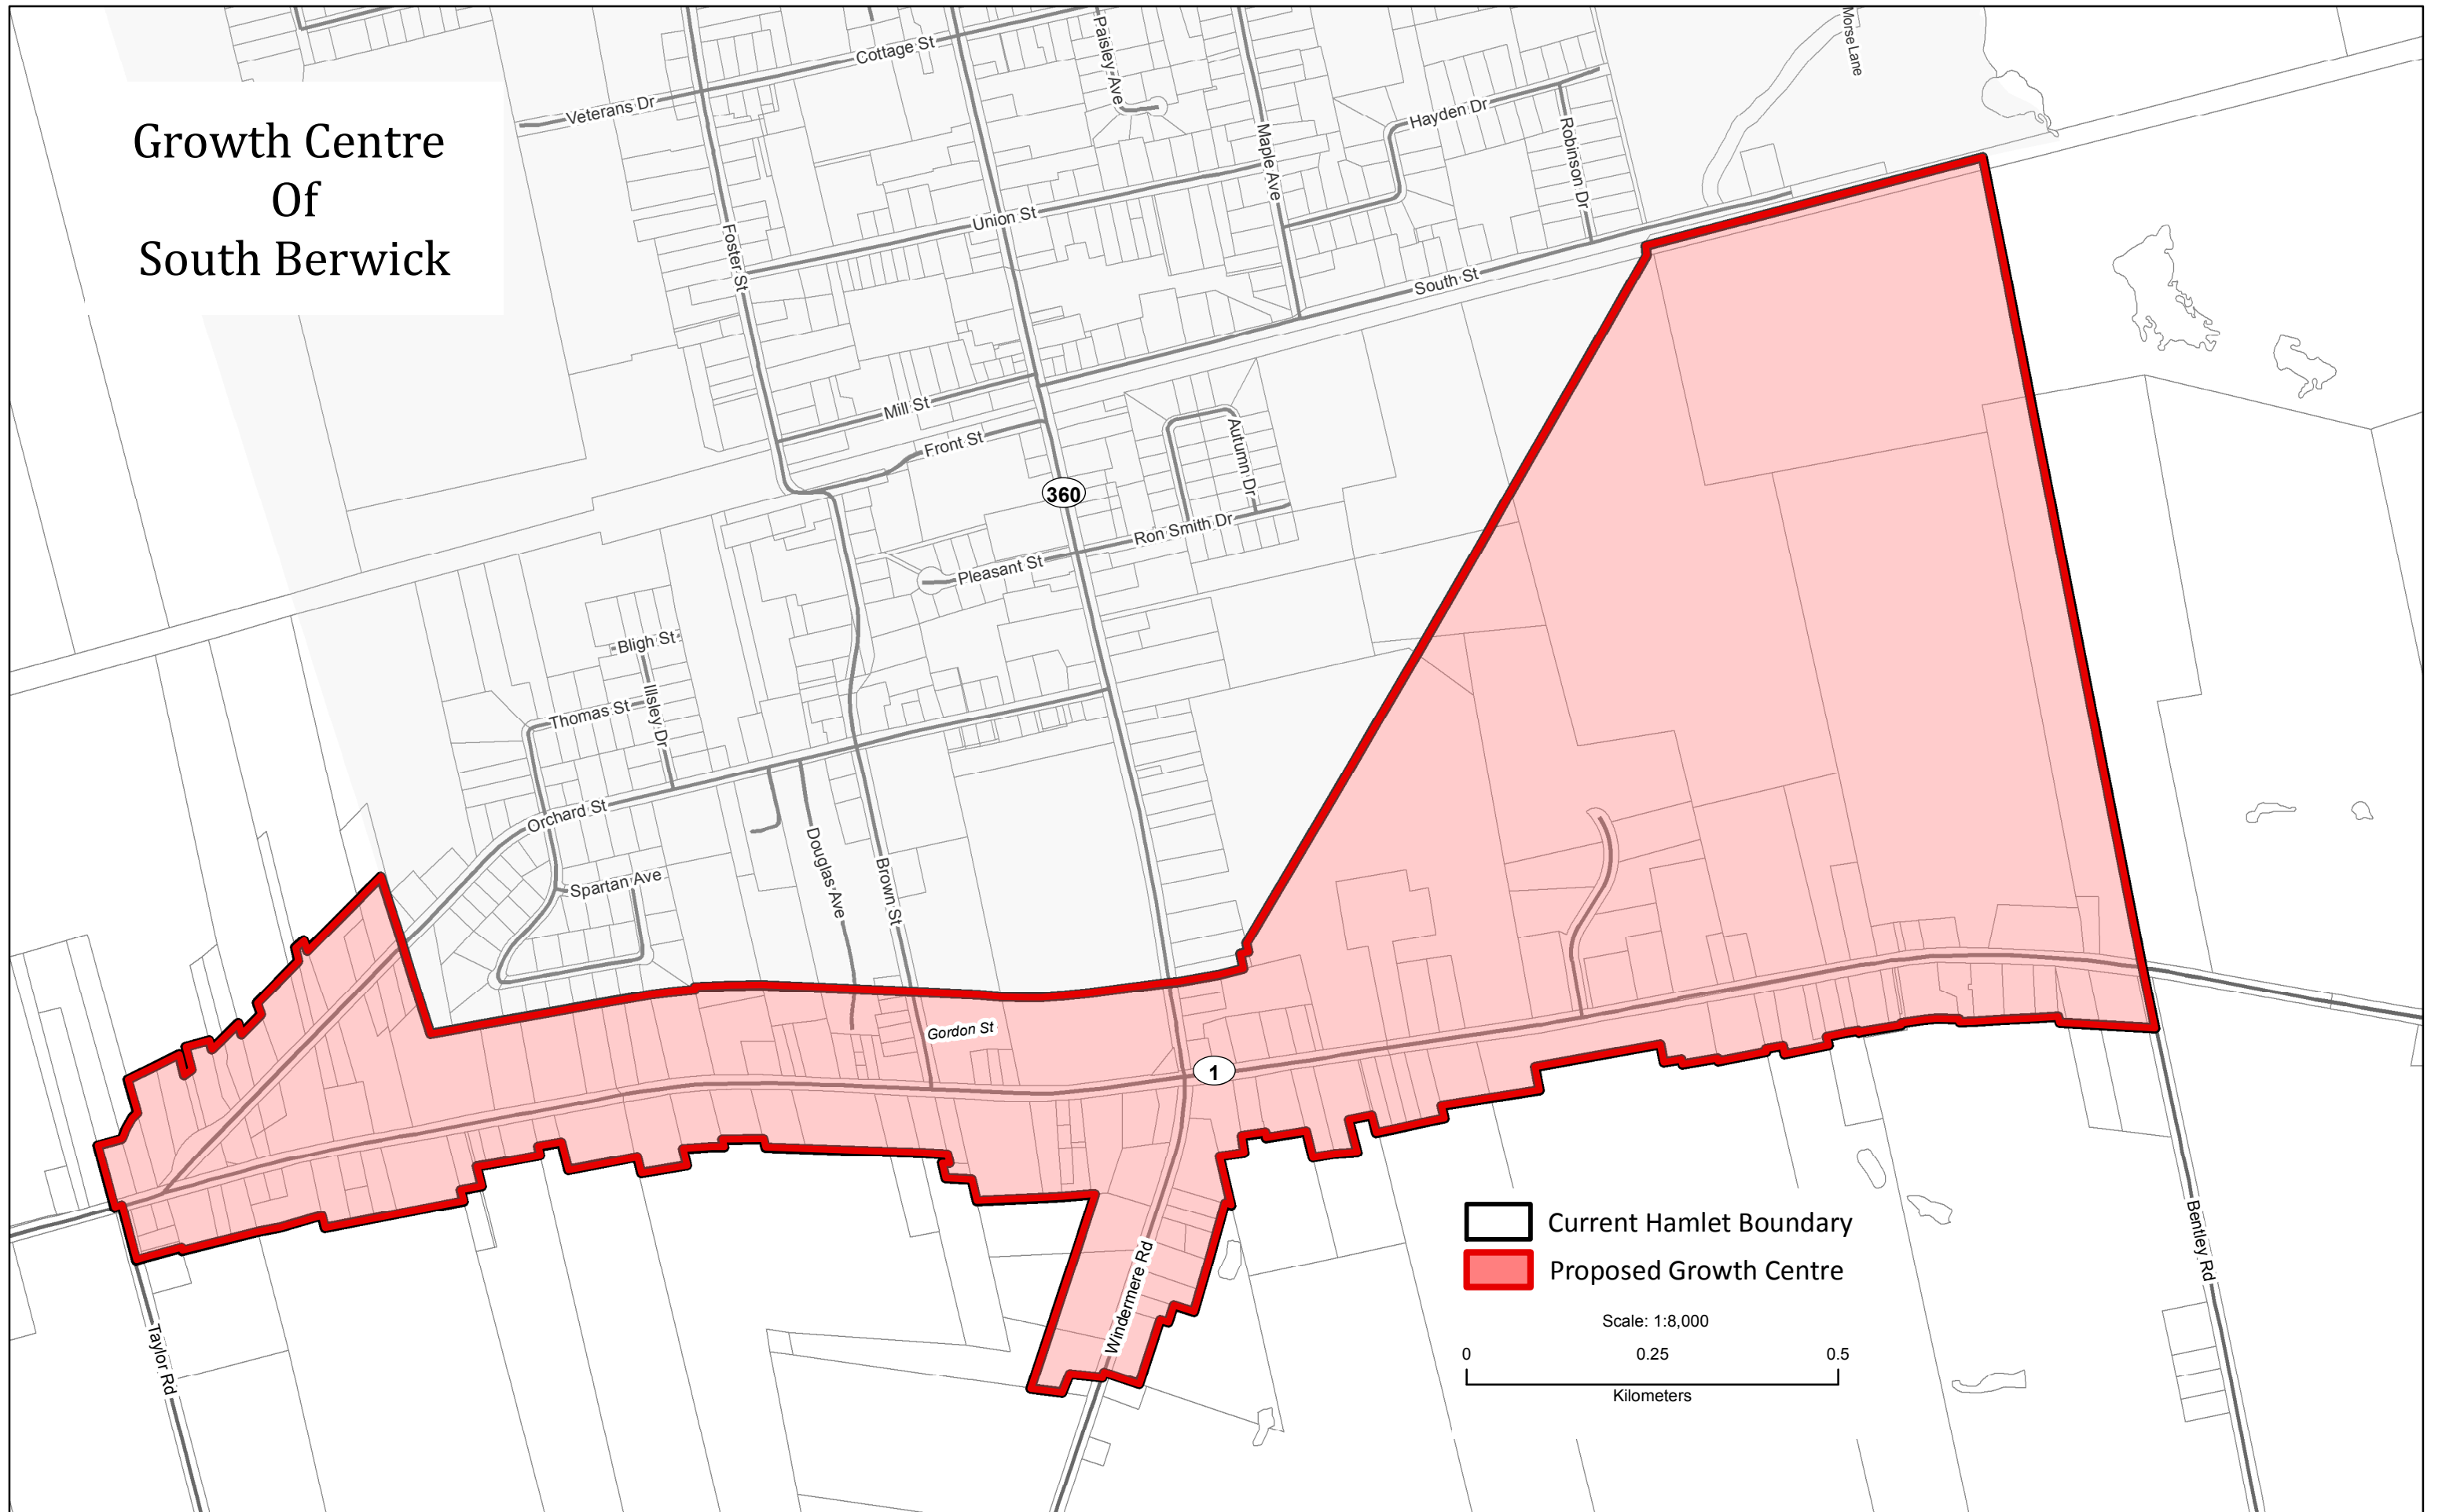 Growth Centre
Of
South Berwick
Cottage St
Paisley Ave
Morse Lane
Veterans Dr
Hayden Dr
Maple Ave
Robinson Dr
Union St
Foster St
South St
Mill St
Front St
Autumn Dr
360
Ron Smith Dr
Pleasant St
Bligh St
Illsley Dr
Thomas St
Orchard St
Douglas Ave
Brown St
Spartan Ave
Gordon St
1
Windermere Rd
Taylor Rd
Bentley Rd
Current Hamlet Boundary
Proposed Growth Centre
Scale: 1:8,000
0 0.25 0.5
Kilometers